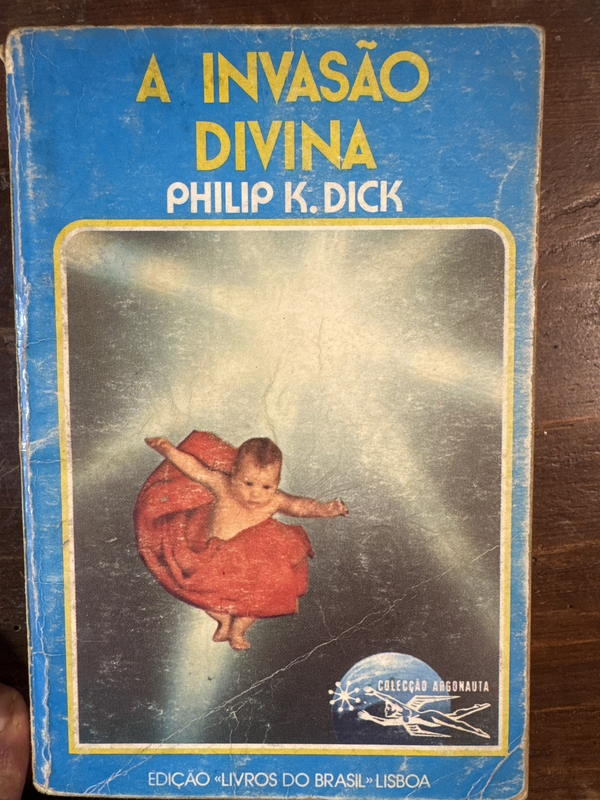 A INVASÃO
DIVINA
PHILIP K. DICK
COLECÇÃO ARGONAUTA
EDIÇÃO «LIVROS DO BRASIL» LISBOA